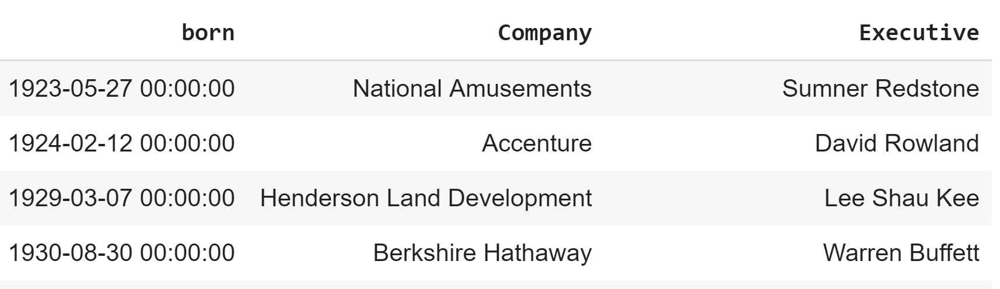 born Company Executive
1923-05-27 00:00:00 National Amusements Sumner Redstone
1924-02-12 00:00:00 Accenture David Rowland
1929-03-07 00:00:00 Henderson Land Development Lee Shau Kee
1930-08-30 00:00:00 Berkshire Hathaway Warren Buffett